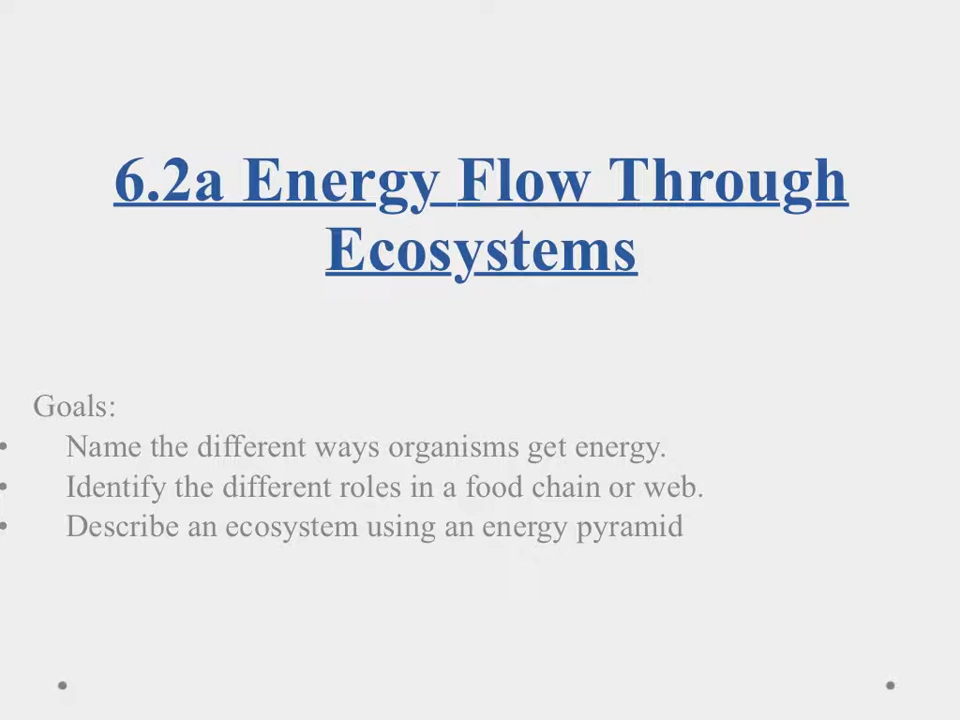 6.2a Energy Flow Through
Ecosystems
Goals:
• Name the different ways organisms get energy.
• Identify the different roles in a food chain or web.
• Describe an ecosystem using an energy pyramid